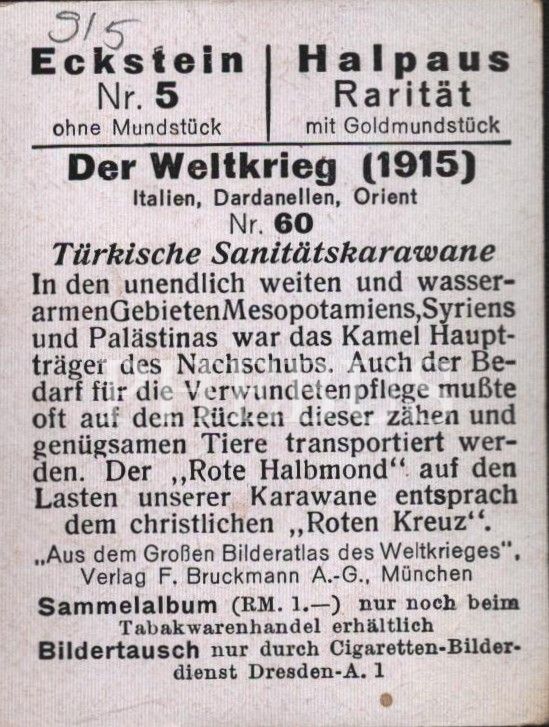 915
Eckstein Halpaus
Nr. 5 Rarität
ohne Mundstück mit Goldmundstück
Der Weltkrieg (1915)
Italien, Dardanellen, Orient
Nr. 60
Türkische Sanitätskarawane
In den unendlich weiten und wasser-
armen Gebieten Mesopotamiens, Syriens
und Palästinas war das Kamel Haupt-
träger des Nachschubs. Auch der Be-
darf für die Verwundetenpflege mußte
oft auf dem Rücken dieser zähen und
genügsamen Tiere transportiert wer-
den. Der „Rote Halbmond“ auf den
Lasten unserer Karawane entsprach
dem christlichen „Roten Kreuz“.
„Aus dem Großen Bilderatlas des Weltkrieges“,
Verlag F. Bruckmann A.-G., München
Sammelalbum (RM. 1.—) nur noch beim
Tabakwarenhandel erhältlich
Bildertausch nur durch Cigaretten-Bilder-
dienst Dresden-A. 1